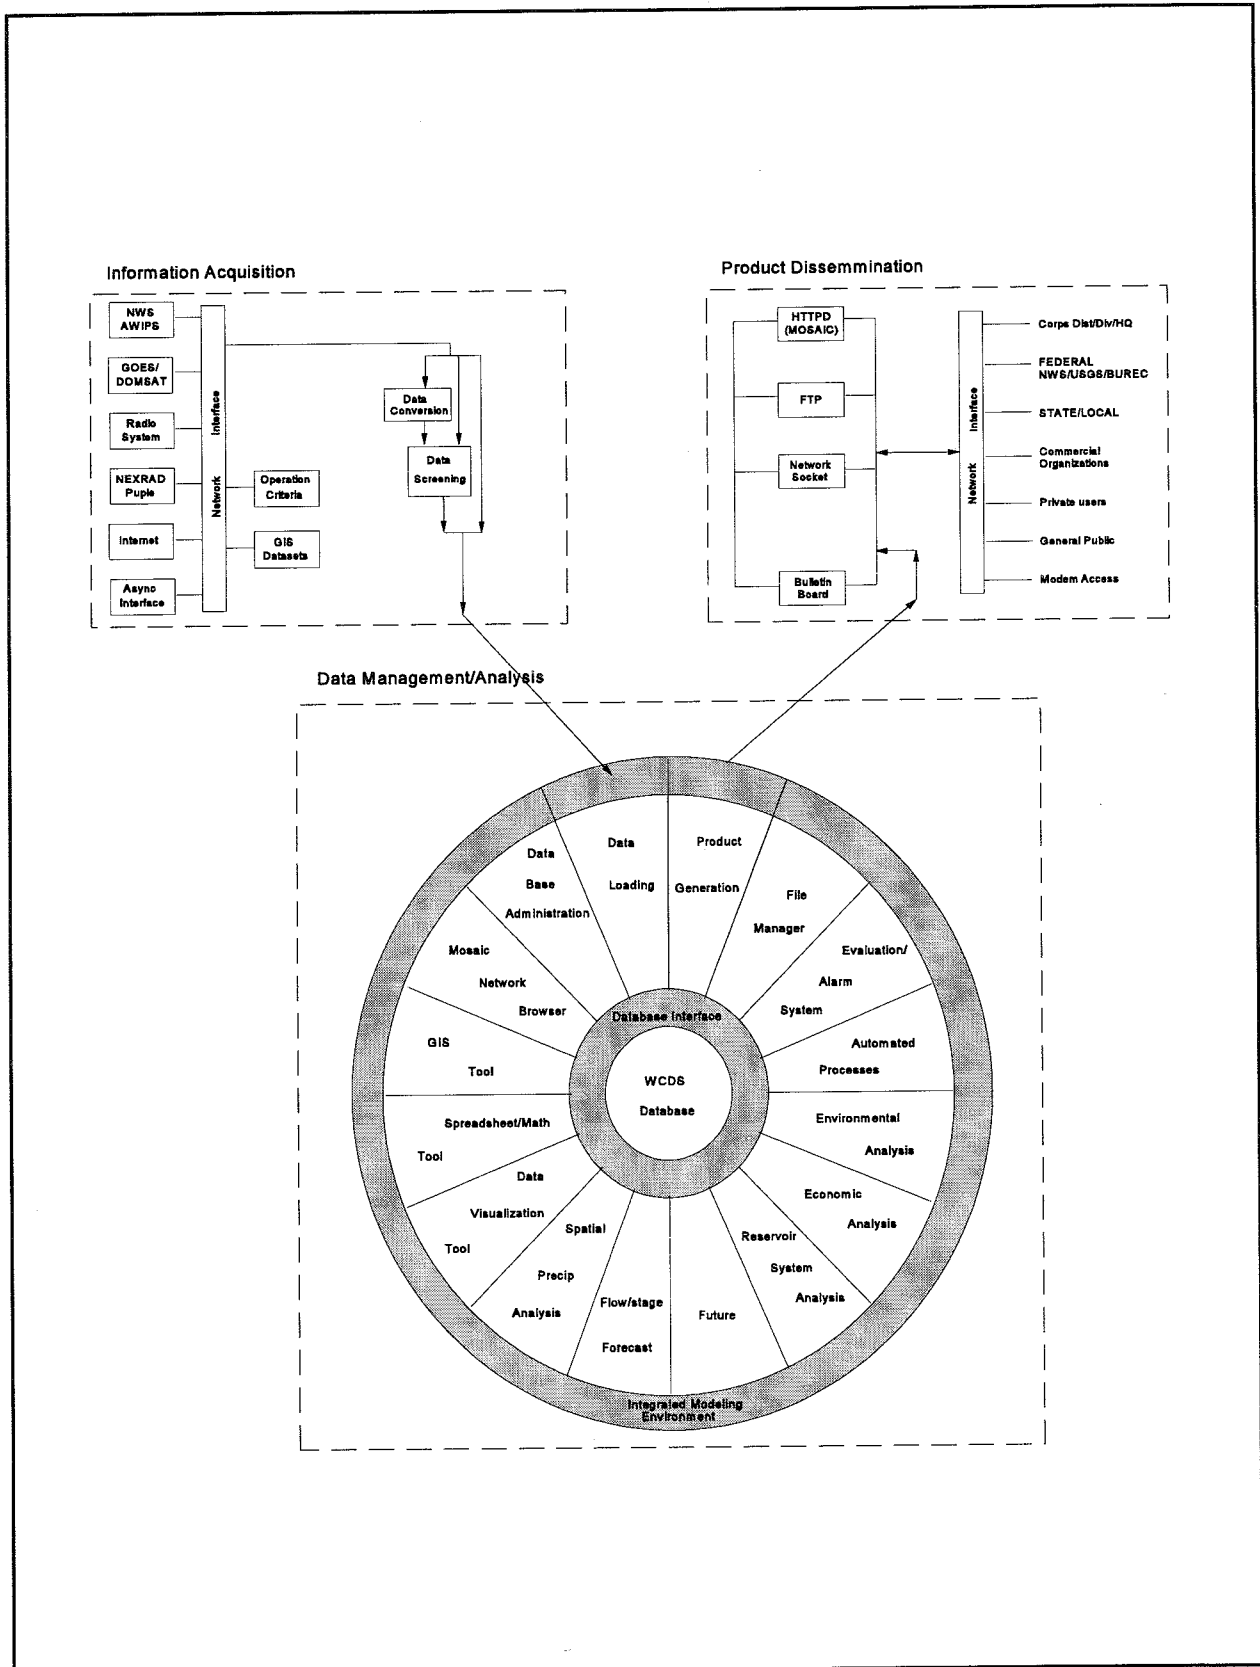 Information Acquisition
NWS
AWIPS
GOES/
DOMSAT
Radio
System
NEXRAD
Puple
Internet
Async
Interface
Network Interface
Operation
Criteria
GIS
Datasets
Data
Conversion
Data
Screening
Product Dissemmination
HTTPD
(MOSAIC)
FTP
Network
Socket
Bulletin
Board
Network Interface
Corps Dist/Div/HQ
FEDERAL
NWS/USGS/BUREC
STATE/LOCAL
Commercial
Organizations
Private users
General Public
Modem Access
Data Management/Analysis
Data
Base
Administration
Data
Loading
Product
Generation
File
Manager
Evaluation/
Alarm
System
Automated
Processes
Environmental
Analysis
Economic
Analysis
Reservoir
System
Analysis
Future
Flow/stage
Forecast
Spatial
Precip
Analysis
Data
Visualization
Tool
Spreadsheet/Math
Tool
GIS
Tool
Mosaic
Network
Browser
Database Interface
WCDS
Database
Integrated Modeling
Environment